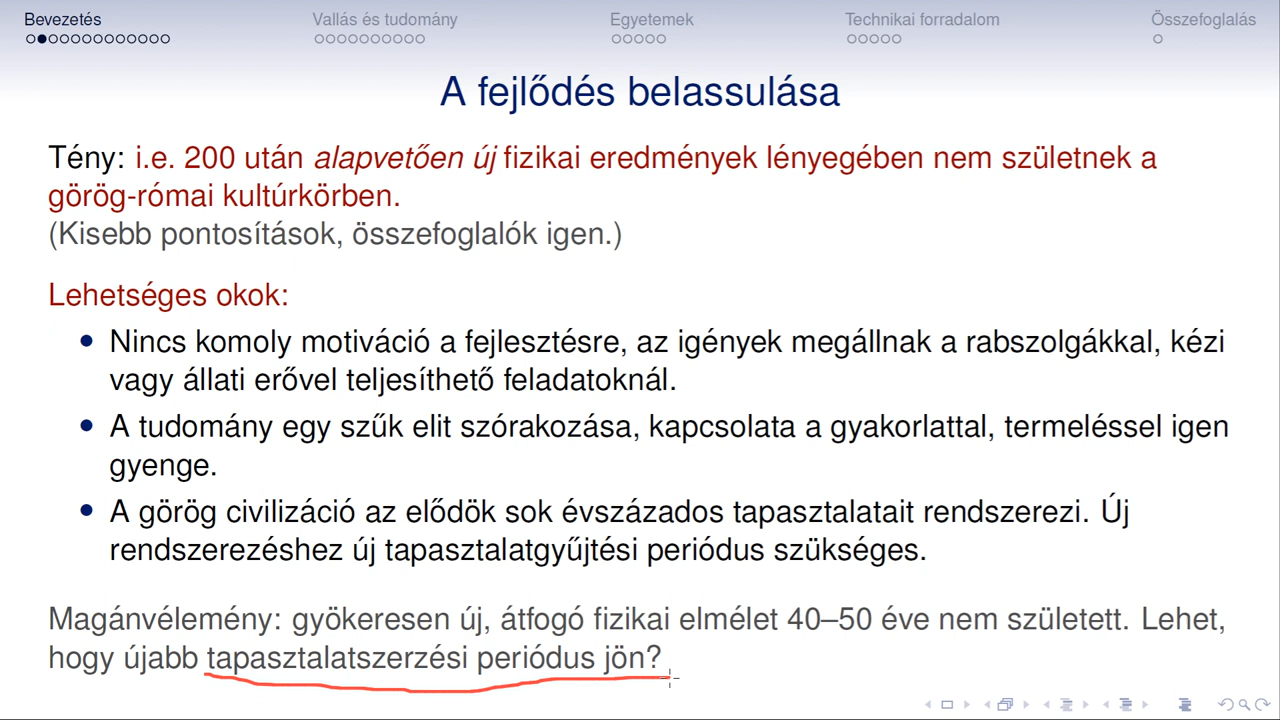 Bevezetés Vallás és tudomány Egyetemek Technikai forradalom Összefoglalás
A fejlődés belassulása
Tény: i.e. 200 után alapvetően új fizikai eredmények lényegében nem születnek a
görög-római kultúrkörben.
(Kisebb pontosítások, összefoglalók igen.)
Lehetséges okok:
Nincs komoly motiváció a fejlesztésre, az igények megállnak a rabszolgákkal, kézi
vagy állati erővel teljesíthető feladatoknál.
A tudomány egy szűk elit szórakozása, kapcsolata a gyakorlattal, termeléssel igen
gyenge.
A görög civilizáció az elődök sok évszázados tapasztalatait rendszerezi. Új
rendszerezéshez új tapasztalatgyűjtési periódus szükséges.
Magánvélemény: gyökeresen új, átfogó fizikai elmélet 40–50 éve nem született. Lehet,
hogy újabb tapasztalatszerzési periódus jön?